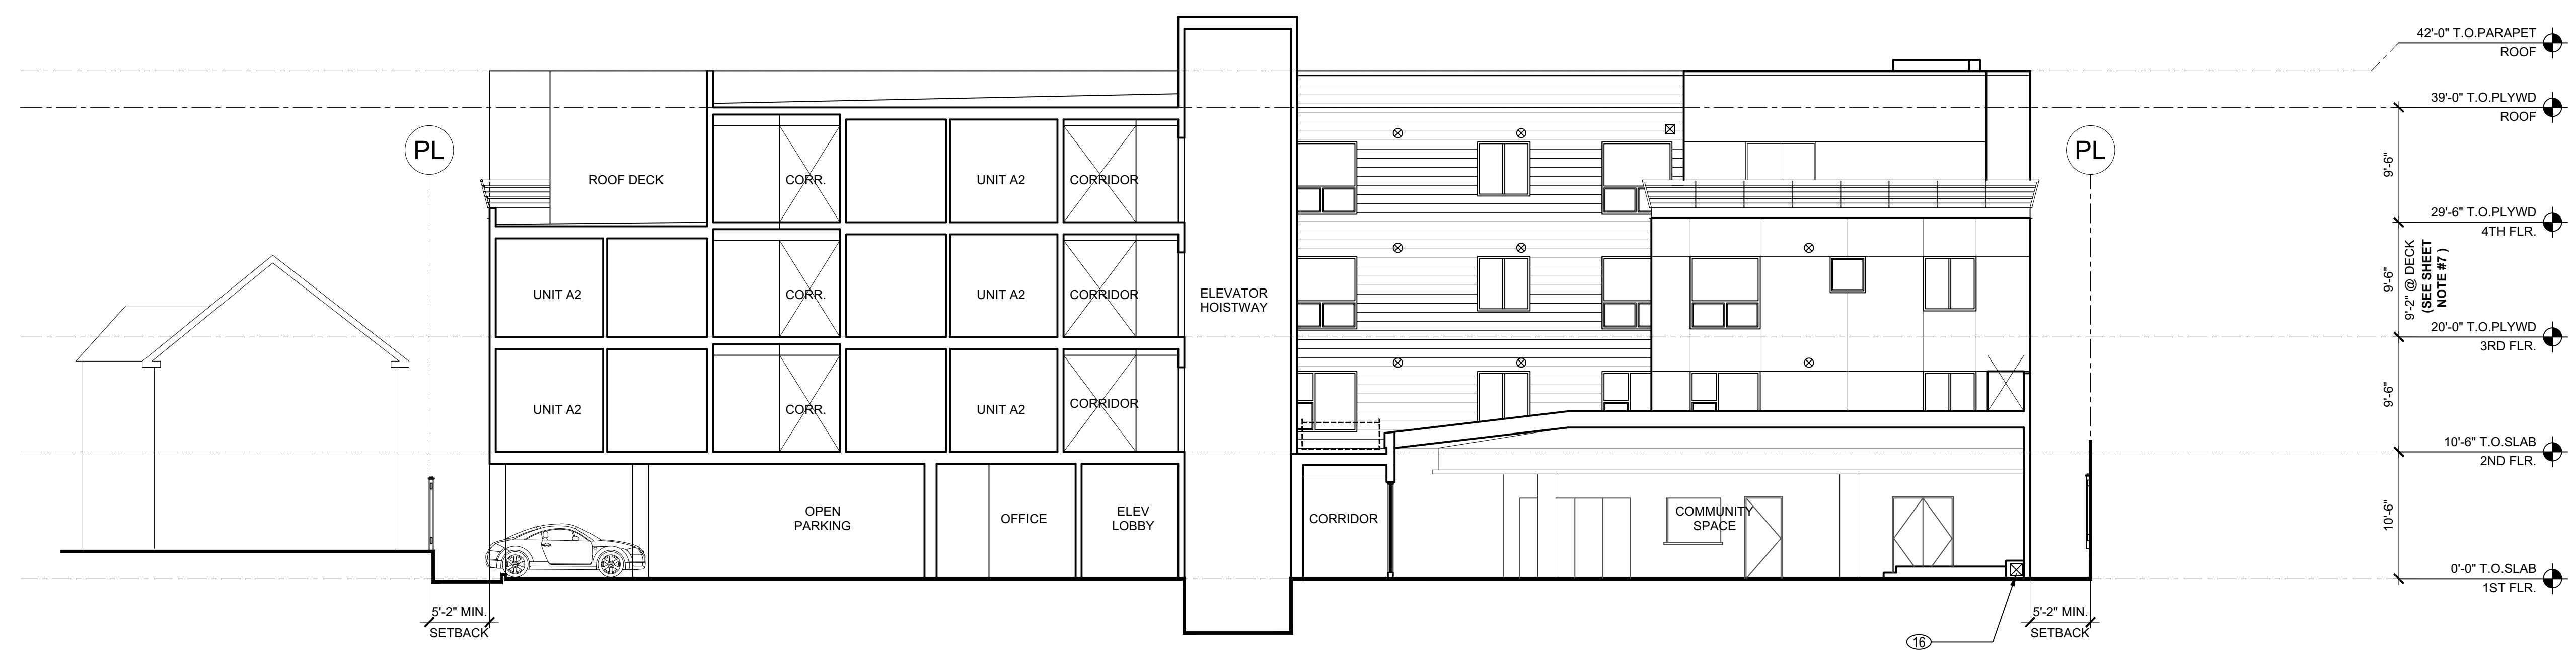 42'-0" T.O.PARAPET
ROOF
39'-0" T.O.PLYWD
ROOF
PL
PL
9'-6"
ROOF DECK
CORR.
UNIT A2
CORRIDOR
29'-6" T.O.PLYWD
4TH FLR.
9'-6"
9'-2" @ DECK
(SEE SHEET
NOTE #7 )
UNIT A2
CORR.
UNIT A2
CORRIDOR
ELEVATOR
HOISTWAY
20'-0" T.O.PLYWD
3RD FLR.
9'-6"
UNIT A2
CORR.
UNIT A2
CORRIDOR
10'-6" T.O.SLAB
2ND FLR.
10'-6"
OPEN
PARKING
OFFICE
ELEV
LOBBY
CORRIDOR
COMMUNITY
SPACE
0'-0" T.O.SLAB
1ST FLR.
5'-2" MIN.
SETBACK
5'-2" MIN.
SETBACK
16